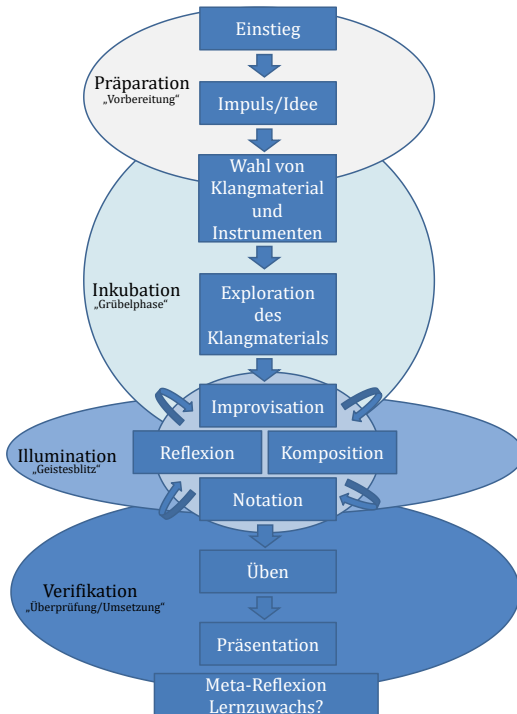 Einstieg
Präparation
„Vorbereitung“
Impuls/Idee
Wahl von
Klangmaterial
und
Instrumenten
Inkubation
„Grübelphase“
Exploration
des
Klangmaterials
Improvisation
Illumination
„Geistesblitz“
Reflexion
Komposition
Notation
Üben
Verifikation
„Überprüfung/Umsetzung“
Präsentation
Meta-Reflexion
Lernzuwachs?